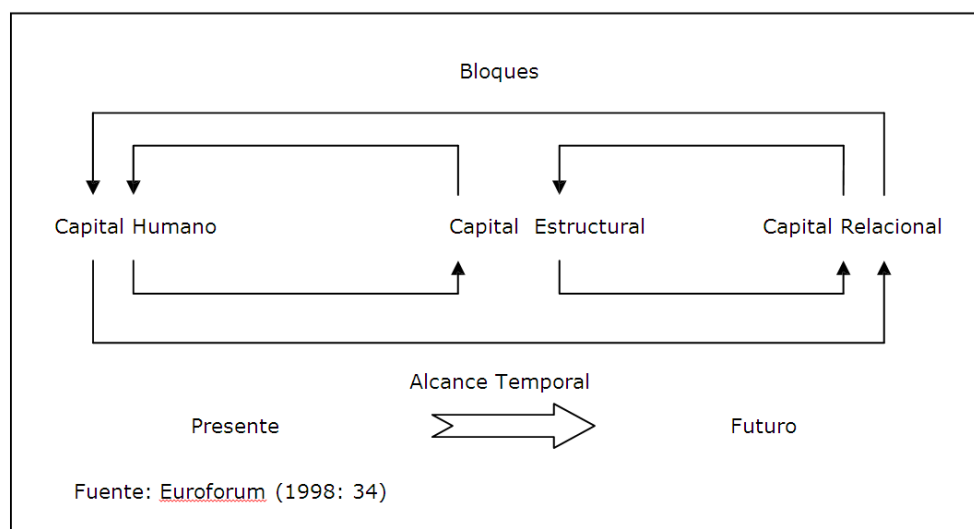 Bloques
Capital Humano Capital Estructural Capital Relacional
Alcance Temporal
Presente Futuro
Fuente: Euroforum (1998: 34)